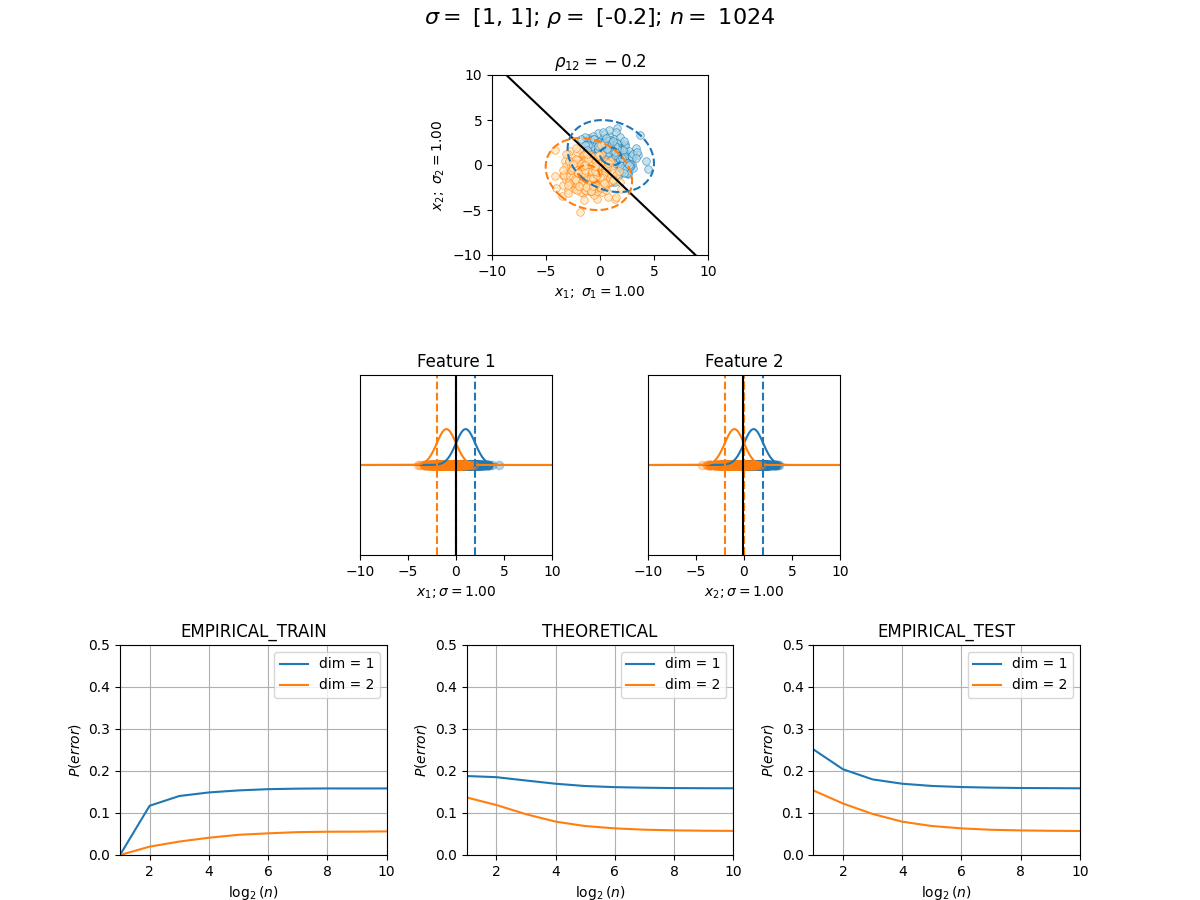 σ = [1, 1]; ρ = [-0.2]; n = 1024
ρ₁₂ = −0.2
10
5
0
−5
−10
x₂; σ₂ = 1.00
−10 −5 0 5 10
x₁; σ₁ = 1.00
Feature 1
−10 −5 0 5 10
x₁; σ = 1.00
Feature 2
−10 −5 0 5 10
x₂; σ = 1.00
EMPIRICAL_TRAIN
dim = 1
dim = 2
0.5
0.4
0.3
0.2
0.1
0.0
P(error)
2 4 6 8 10
log₂(n)
THEORETICAL
dim = 1
dim = 2
0.5
0.4
0.3
0.2
0.1
0.0
P(error)
2 4 6 8 10
log₂(n)
EMPIRICAL_TEST
dim = 1
dim = 2
0.5
0.4
0.3
0.2
0.1
0.0
P(error)
2 4 6 8 10
log₂(n)